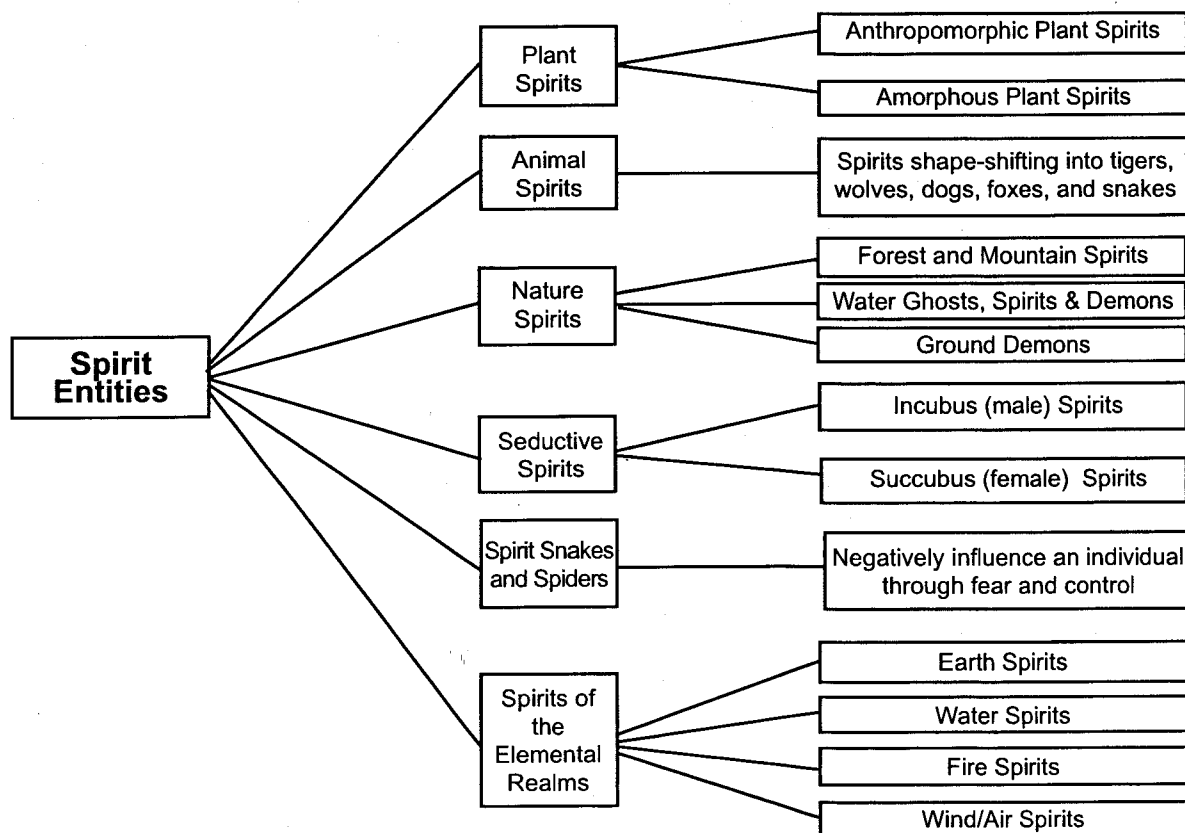 Spirit
Entities
Plant
Spirits
Anthropomorphic Plant Spirits
Amorphous Plant Spirits
Animal
Spirits
Spirits shape-shifting into tigers,
wolves, dogs, foxes, and snakes
Nature
Spirits
Forest and Mountain Spirits
Water Ghosts, Spirits & Demons
Ground Demons
Seductive
Spirits
Incubus (male) Spirits
Succubus (female) Spirits
Spirit Snakes
and Spiders
Negatively influence an individual
through fear and control
Spirits of
the
Elemental
Realms
Earth Spirits
Water Spirits
Fire Spirits
Wind/Air Spirits